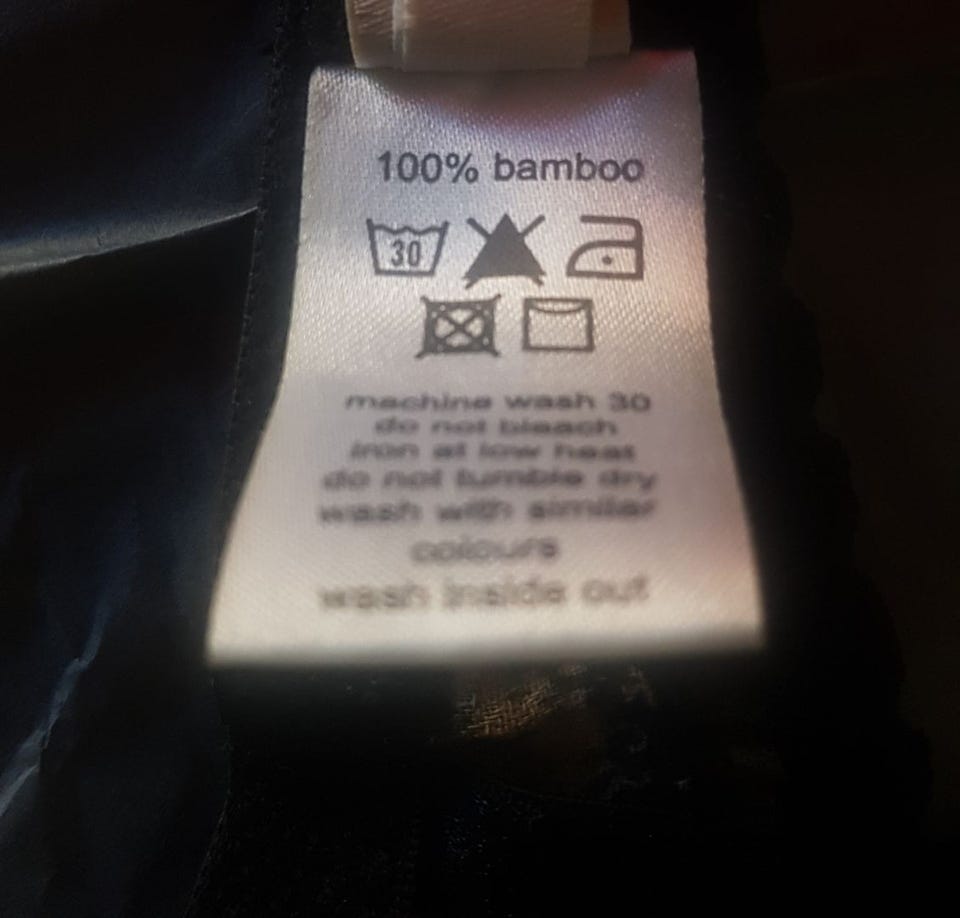 100% bamboo
30
machine wash 30
do not bleach
iron at low heat
do not tumble dry
wash with similar
colours
wash inside out